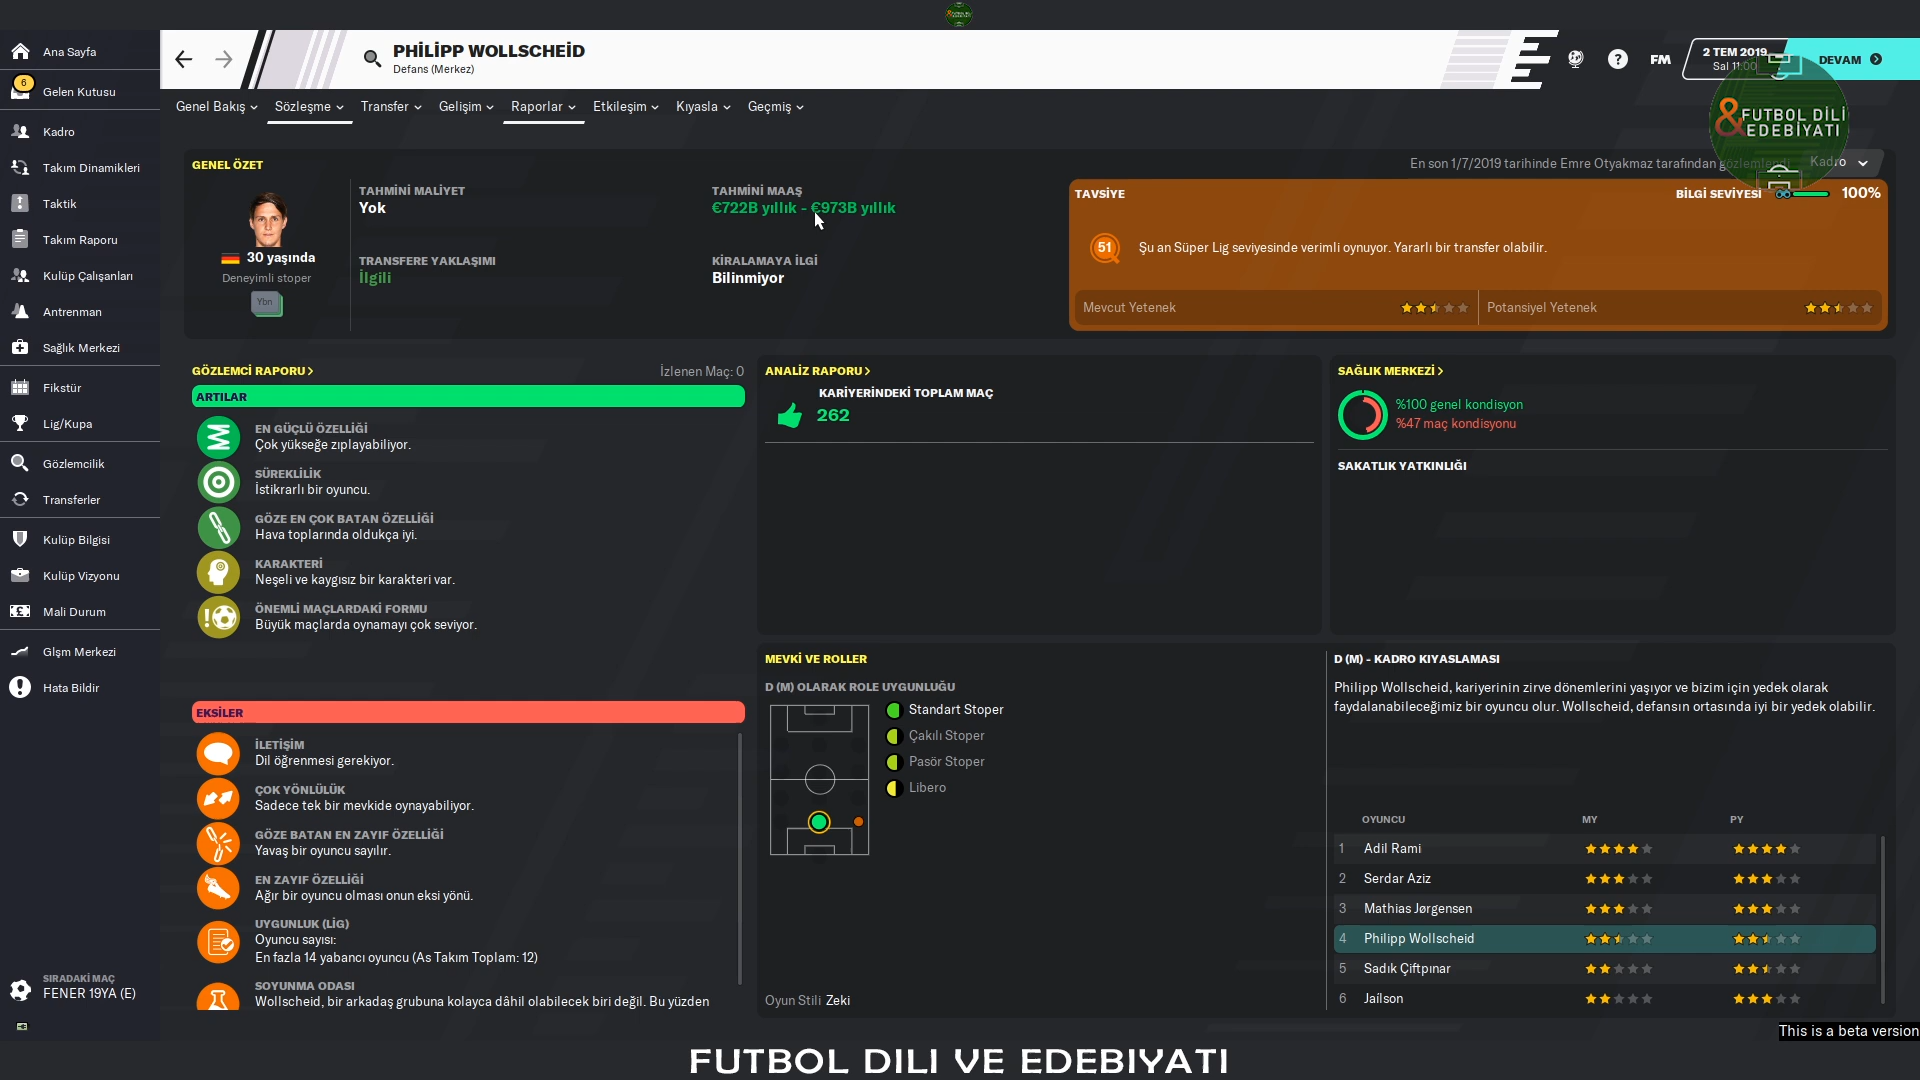 PHİLİPP WOLLSCHEİD
Defans (Merkez)
FM
2 TEM 2019
Sal 11:00
DEVAM
Ana Sayfa
6
Gelen Kutusu
Kadro
Takım Dinamikleri
Taktik
Takım Raporu
Kulüp Çalışanları
Antrenman
Sağlık Merkezi
Fikstür
Lig/Kupa
Gözlemcilik
Transferler
Kulüp Bilgisi
Kulüp Vizyonu
Mali Durum
Glşm Merkezi
Hata Bildir
SIRADAKİ MAÇ
FENER 19YA (E)
Genel Bakış Sözleşme Transfer Gelişim Raporlar Etkileşim Kıyasla Geçmiş
&FUTBOL DİLİ
EDEBİYATI
GENEL ÖZET
En son 1/7/2019 tarihinde Emre Otyakmaz tarafından gözlemlendi
Kadro
30 yaşında
Deneyimli stoper
Ybn
TAHMİNİ MALİYET
Yok
TAHMİNİ MAAŞ
€722B yıllık - €973B yıllık
TRANSFERE YAKLAŞIMI
İlgili
KİRALAMAYA İLGİ
Bilinmiyor
TAVSİYE
BİLGİ SEVİYESİ 100%
51
Şu an Süper Lig seviyesinde verimli oynuyor. Yararlı bir transfer olabilir.
Mevcut Yetenek
Potansiyel Yetenek
GÖZLEMCİ RAPORU
İzlenen Maç: 0
ARTILAR
EN GÜÇLÜ ÖZELLİĞİ
Çok yükseğe zıplayabiliyor.
SÜREKLİLİK
İstikrarlı bir oyuncu.
GÖZE EN ÇOK BATAN ÖZELLİĞİ
Hava toplarında oldukça iyi.
KARAKTERİ
Neşeli ve kaygısız bir karakteri var.
ÖNEMLİ MAÇLARDAKİ FORMU
Büyük maçlarda oynamayı çok seviyor.
EKSİLER
İLETİŞİM
Dil öğrenmesi gerekiyor.
ÇOK YÖNLÜLÜK
Sadece tek bir mevkide oynayabiliyor.
GÖZE BATAN EN ZAYIF ÖZELLİĞİ
Yavaş bir oyuncu sayılır.
EN ZAYIF ÖZELLİĞİ
Ağır bir oyuncu olması onun eksi yönü.
UYGUNLUK (LİG)
Oyuncu sayısı:
En fazla 14 yabancı oyuncu (As Takım Toplam: 12)
SOYUNMA ODASI
Wollscheid, bir arkadaş grubuna kolayca dâhil olabilecek biri değil. Bu yüzden
ANALİZ RAPORU
KARİYERİNDEKİ TOPLAM MAÇ
262
SAĞLIK MERKEZİ
%100 genel kondisyon
%47 maç kondisyonu
SAKATLIK YATKINLIĞI
MEVKİ VE ROLLER
D (M) OLARAK ROLE UYGUNLUĞU
Standart Stoper
Çakılı Stoper
Pasör Stoper
Libero
Oyun Stili Zeki
D (M) - KADRO KIYASLAMASI
Philipp Wollscheid, kariyerinin zirve dönemlerini yaşıyor ve bizim için yedek olarak
faydalanabileceğimiz bir oyuncu olur. Wollscheid, defansın ortasında iyi bir yedek olabilir.
OYUNCU MY PY
1 Adil Rami
2 Serdar Aziz
3 Mathias Jørgensen
4 Philipp Wollscheid
5 Sadık Çiftpınar
6 Jaílson
This is a beta version
FUTBOL DILI VE EDEBIYATI